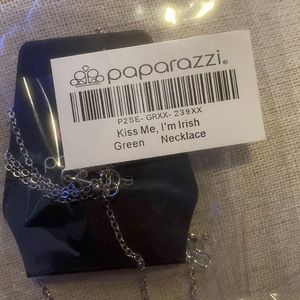 paparazzi®
P2SE- GRXX- 239XX
Kiss Me, I'm Irish
Green Necklace